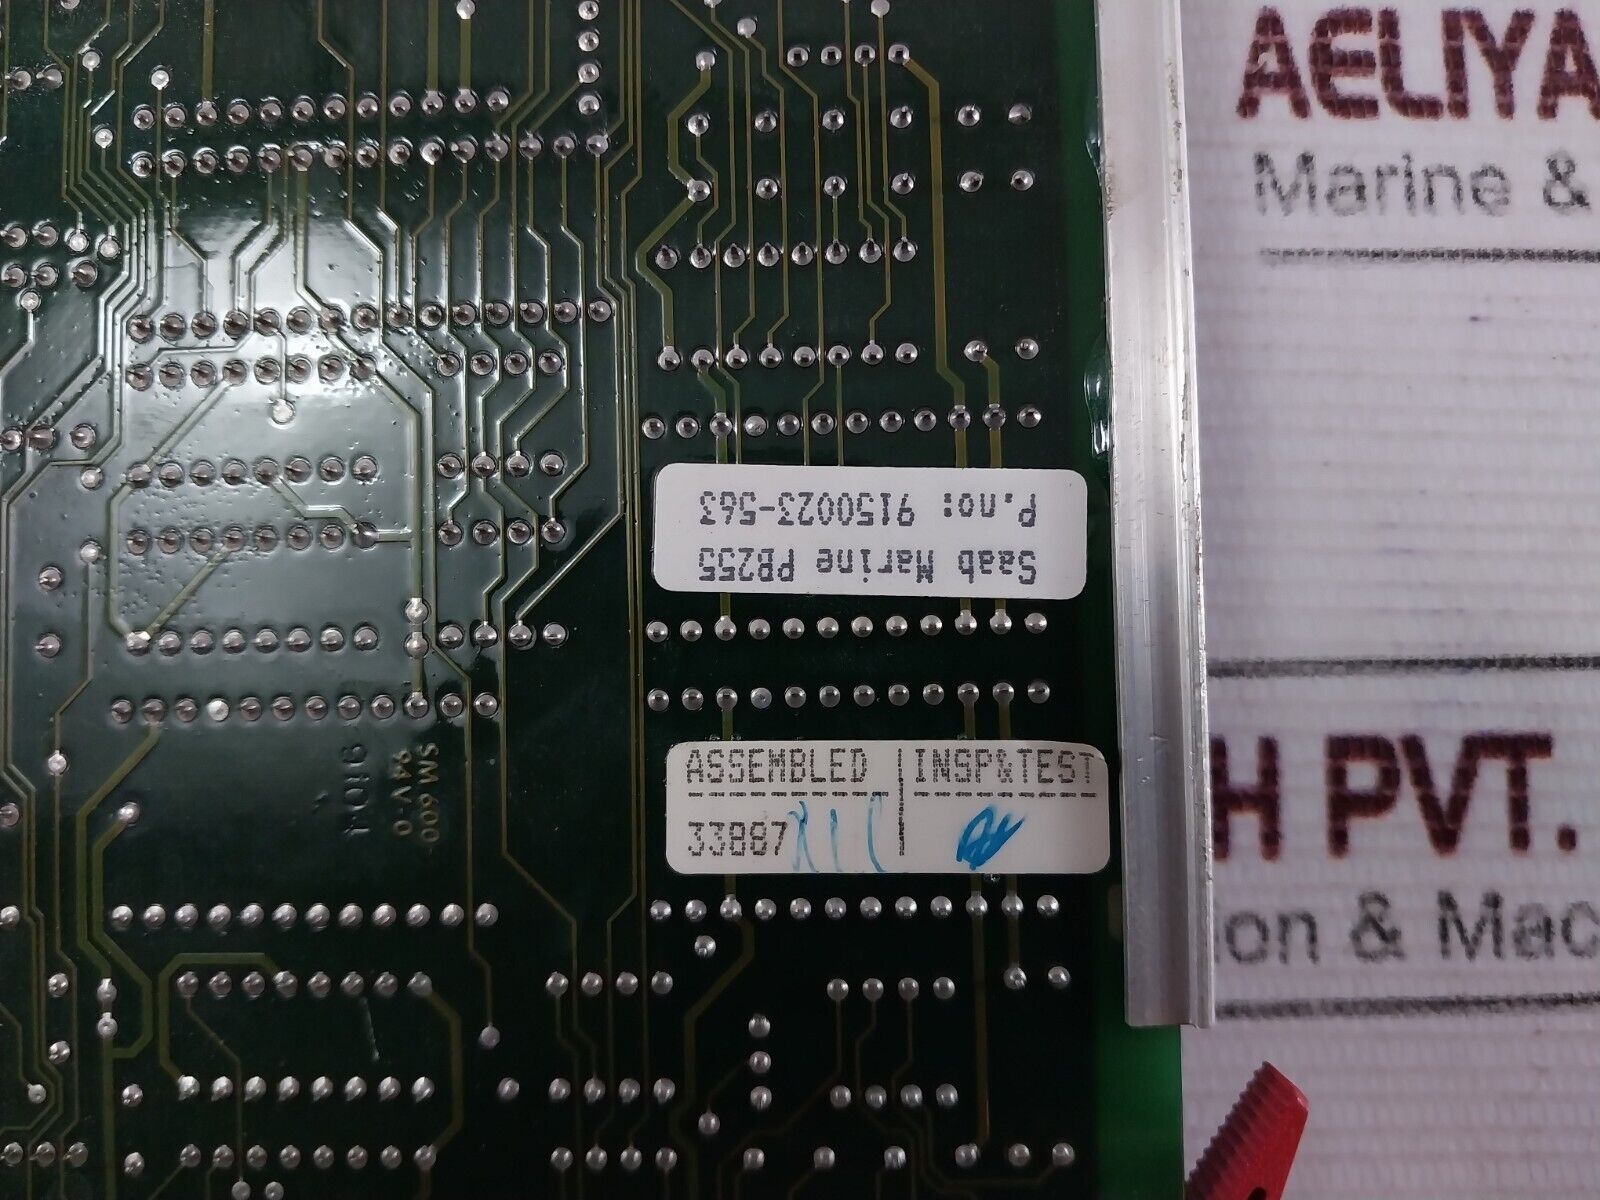 AELIYA
Marine &
Saab Marine PB255
P.no: 9150023-563
ASSEMBLED INSP&TEST
33887
SM 600
94V-0
9104
H PVT.
ion & Mac